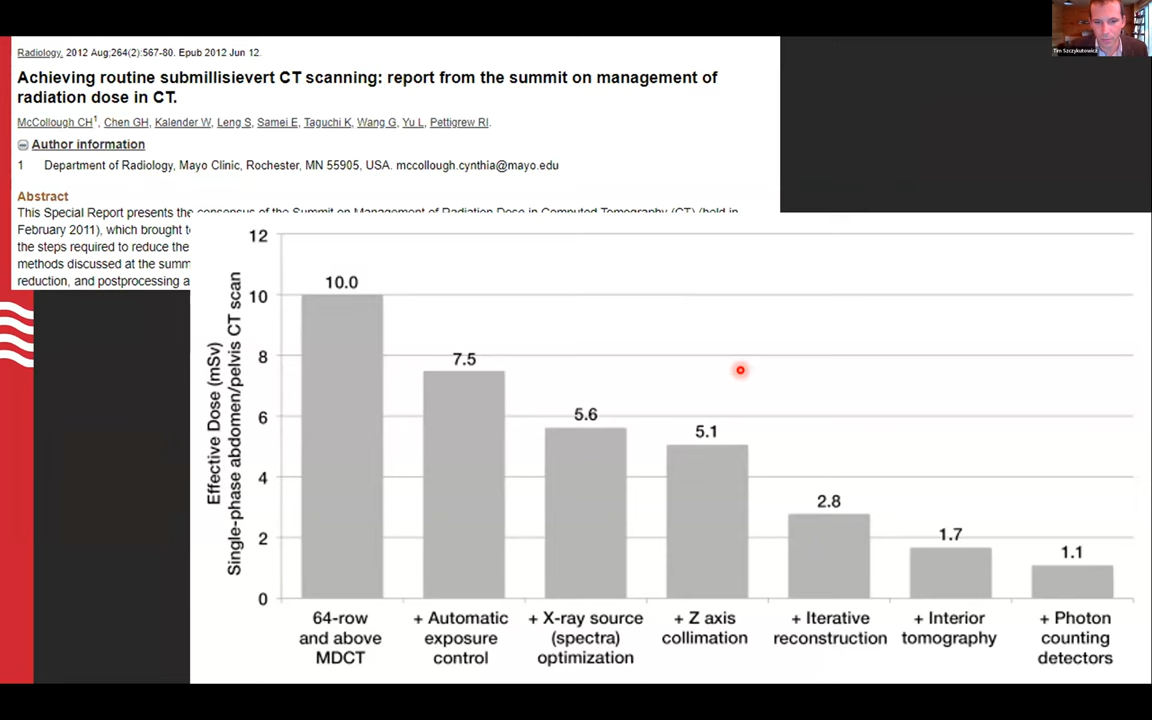 Tim Szczykutowicz
Radiology, 2012 Aug;264(2):567-80. Epub 2012 Jun 12.
Achieving routine submillisievert CT scanning: report from the summit on management of
radiation dose in CT.
McCollough CH1, Chen GH, Kalender W, Leng S, Samei E, Taguchi K, Wang G, Yu L, Pettigrew RI.
Author information
1 Department of Radiology, Mayo Clinic, Rochester, MN 55905, USA. mccollough.cynthia@mayo.edu
Abstract
This Special Report presents the consensus of the Summit on Management of Radiation Dose in Computed Tomography (CT) (held in
February 2011), which brought
the steps required to reduce the
methods discussed at the summ
reduction, and postprocessing a
Effective Dose (mSv)
Single-phase abdomen/pelvis CT scan
12
10
8
6
4
2
0
10.0
7.5
5.6
5.1
2.8
1.7
1.1
64-row
and above
MDCT
+ Automatic
exposure
control
+ X-ray source
(spectra)
optimization
+ Z axis
collimation
+ Iterative
reconstruction
+ Interior
tomography
+ Photon
counting
detectors